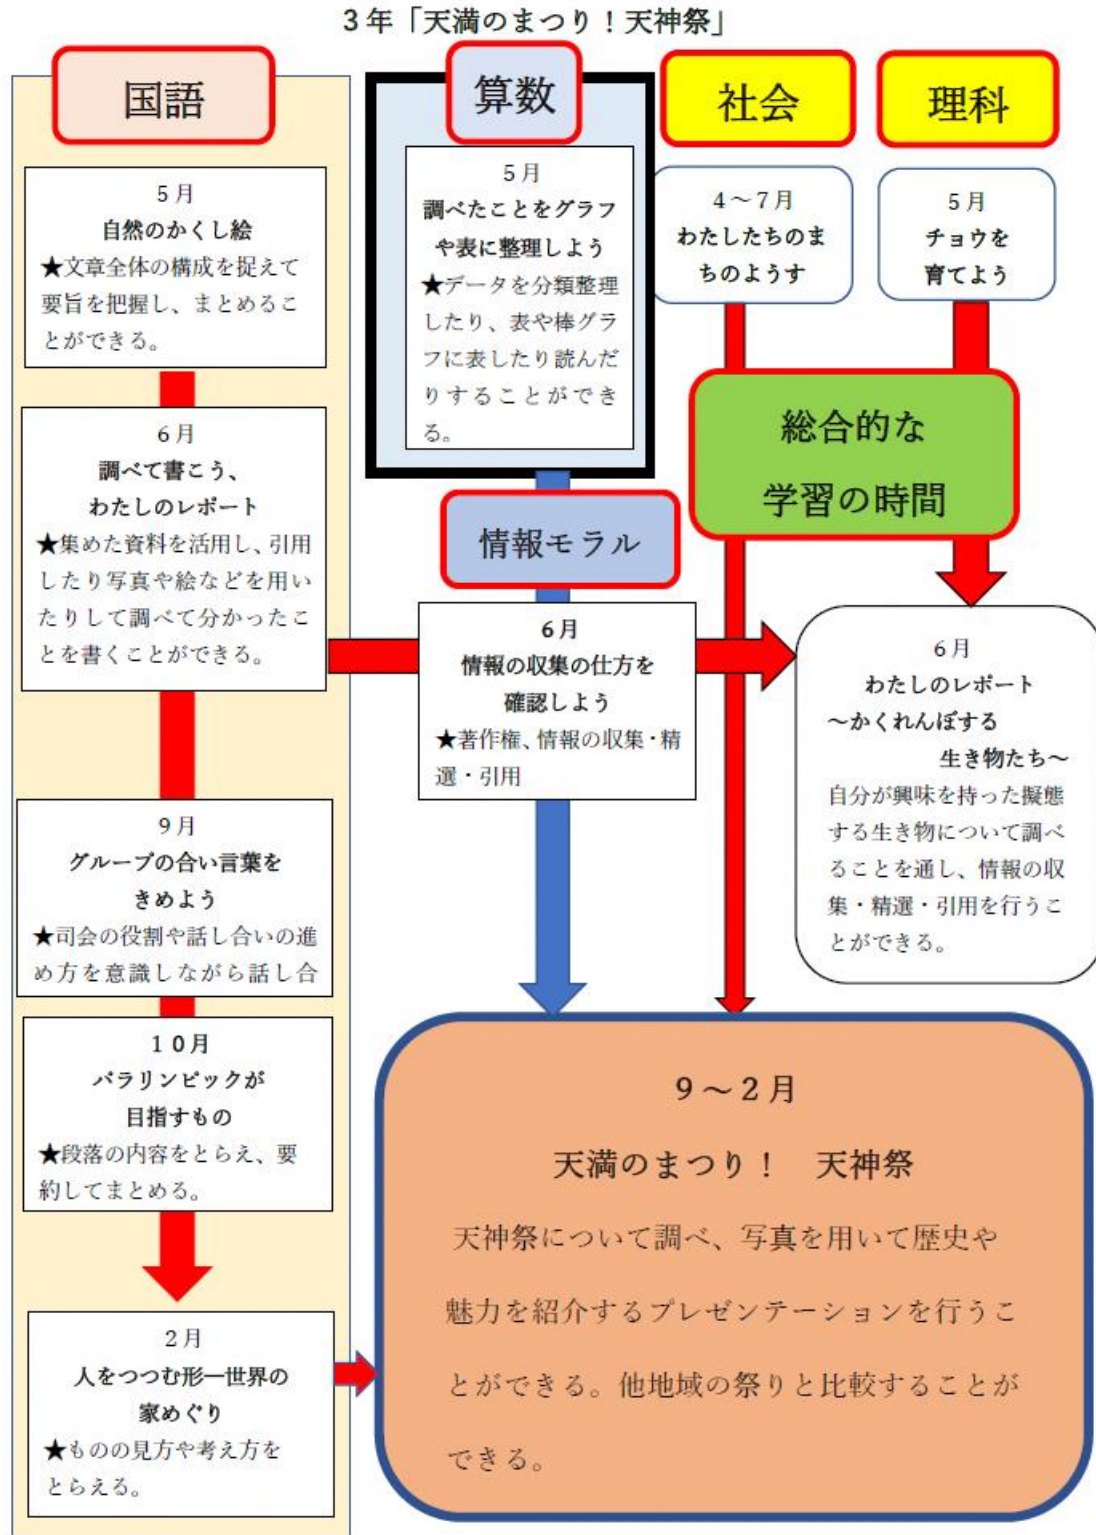 ３年「天満のまつり！天神祭」
国語
５月
自然のかくし絵
★文章全体の構成を捉えて
要旨を把握し、まとめるこ
とができる。
６月
調べて書こう、
わたしのレポート
★集めた資料を活用し、引用
したり写真や絵などを用い
たりして調べて分かったこ
とを書くことができる。
９月
グループの合い言葉を
きめよう
★司会の役割や話し合いの進
め方を意識しながら話し合
１０月
パラリンピックが
目指すもの
★段落の内容をとらえ、要
約してまとめる。
２月
人をつつむ形―世界の
家めぐり
★ものの見方や考え方を
とらえる。
算数
５月
調べたことをグラフ
や表に整理しよう
★データを分類整理
したり、表や棒グラ
フに表したり読んだ
りすることができ
る。
情報モラル
６月
情報の収集の仕方を
確認しよう
★著作権、情報の収集・精
選・引用
社会
４～７月
わたしたちのま
ちのようす
理科
５月
チョウを
育てよう
総合的な
学習の時間
６月
わたしのレポート
～かくれんぼする
生き物たち～
自分が興味を持った擬態
する生き物について調べ
ることを通し、情報の収
集・精選・引用を行うこ
とができる。
９～２月
天満のまつり！　天神祭
天神祭について調べ、写真を用いて歴史や
魅力を紹介するプレゼンテーションを行うこ
とができる。他地域の祭りと比較することが
できる。